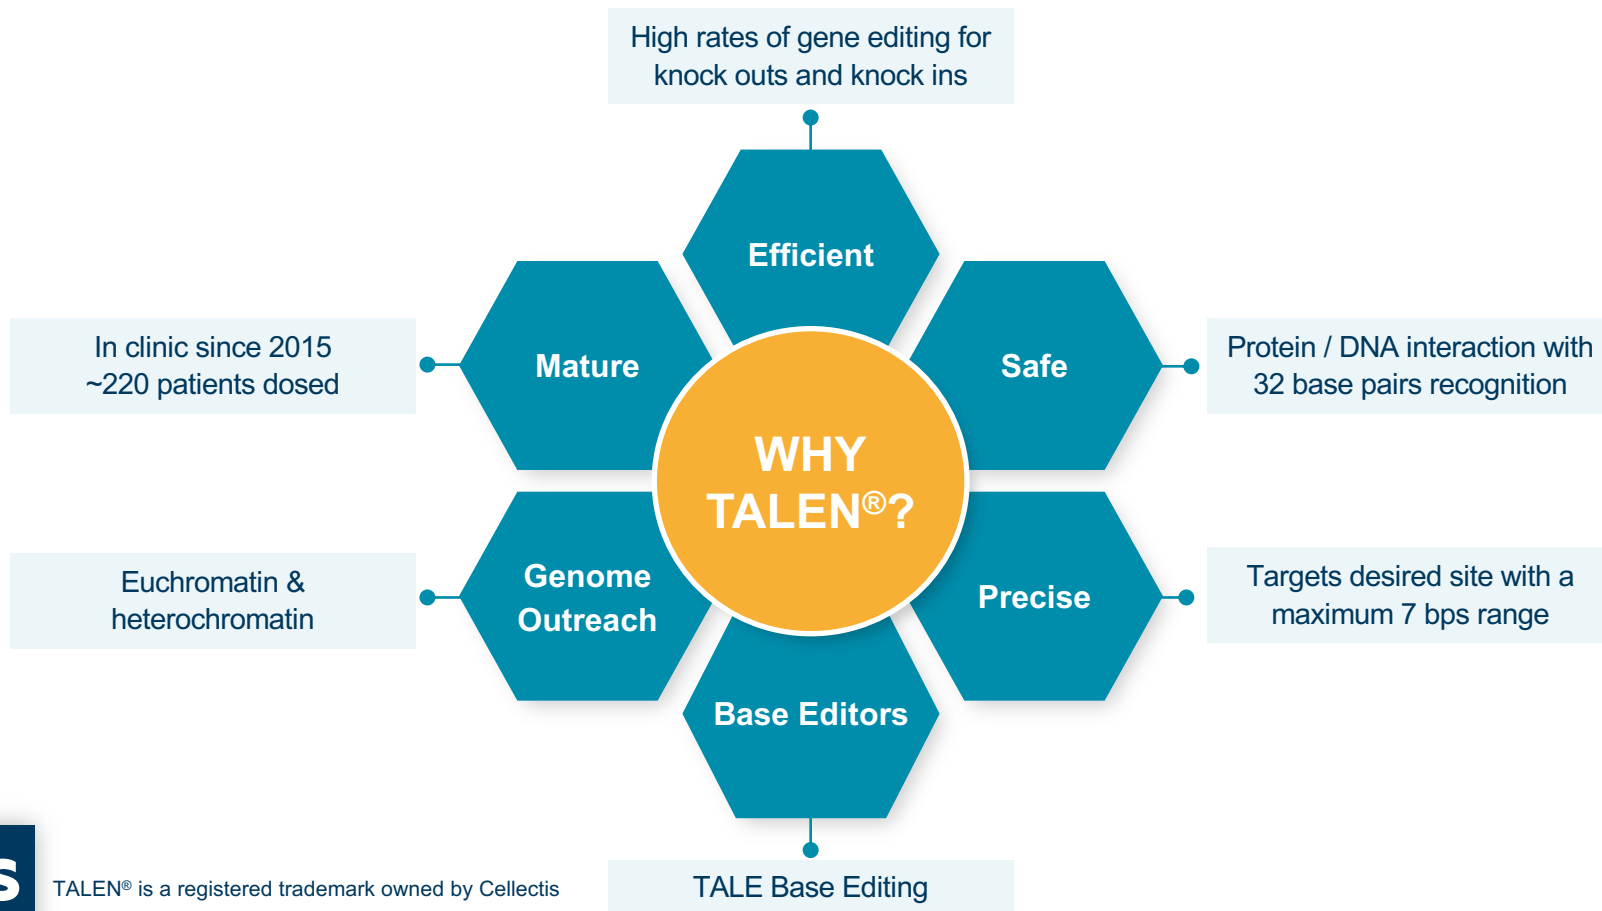 High rates of gene editing for
knock outs and knock ins
Efficient
In clinic since 2015
~220 patients dosed
Mature
Safe
Protein / DNA interaction with
32 base pairs recognition
WHY
TALEN®?
Euchromatin &
heterochromatin
Genome
Outreach
Precise
Targets desired site with a
maximum 7 bps range
Base Editors
TALE Base Editing
s
TALEN® is a registered trademark owned by Cellectis